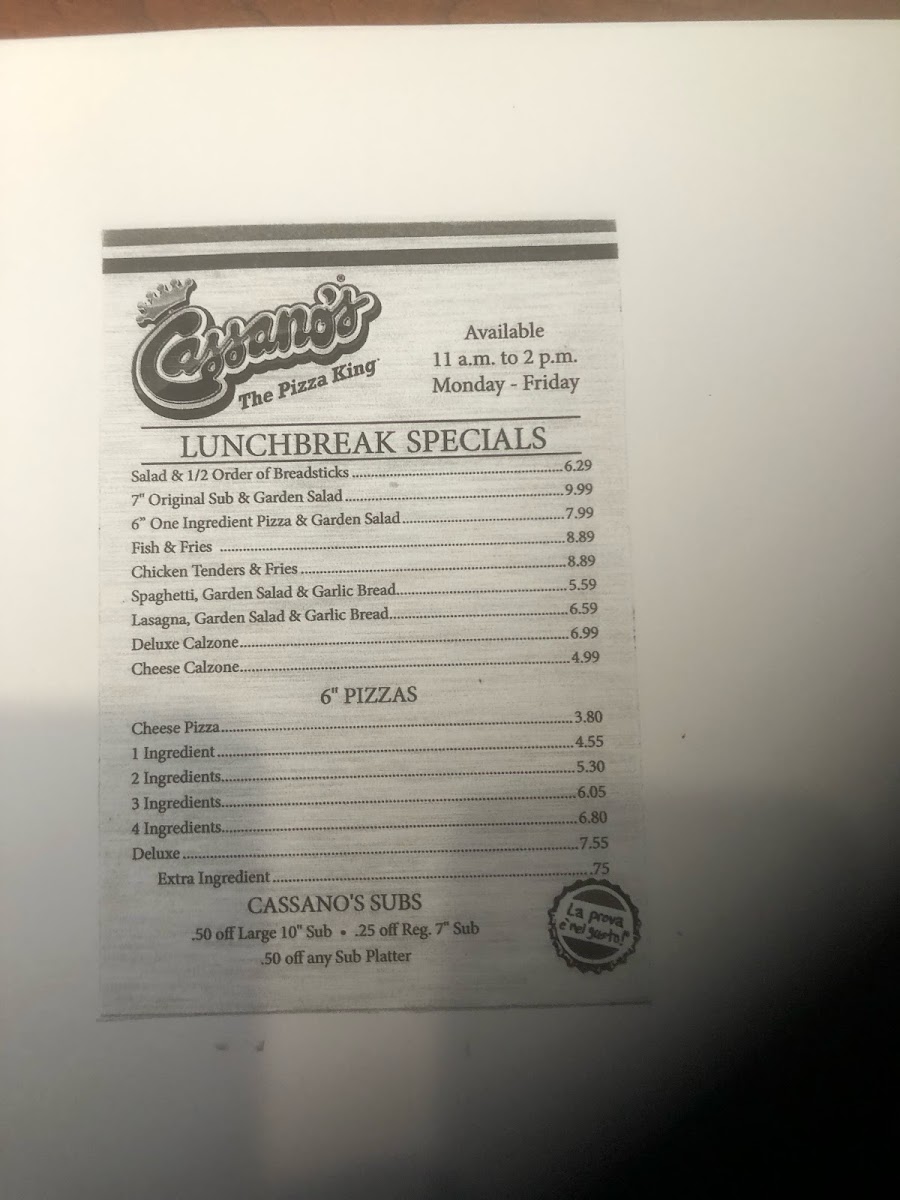 Cassano's®
The Pizza King
Available
11 a.m. to 2 p.m.
Monday - Friday
LUNCHBREAK SPECIALS
Salad & 1/2 Order of Breadsticks 6.29
7" Original Sub & Garden Salad 9.99
6" One Ingredient Pizza & Garden Salad 7.99
Fish & Fries 8.89
Chicken Tenders & Fries 8.89
Spaghetti, Garden Salad & Garlic Bread 5.59
Lasagna, Garden Salad & Garlic Bread 6.59
Deluxe Calzone 6.99
Cheese Calzone 4.99
6" PIZZAS
Cheese Pizza 3.80
1 Ingredient 4.55
2 Ingredients 5.30
3 Ingredients 6.05
4 Ingredients 6.80
Deluxe 7.55
Extra Ingredient .75
CASSANO'S SUBS
.50 off Large 10" Sub • .25 off Reg. 7" Sub
.50 off any Sub Platter
La prova
è nel gusto!"